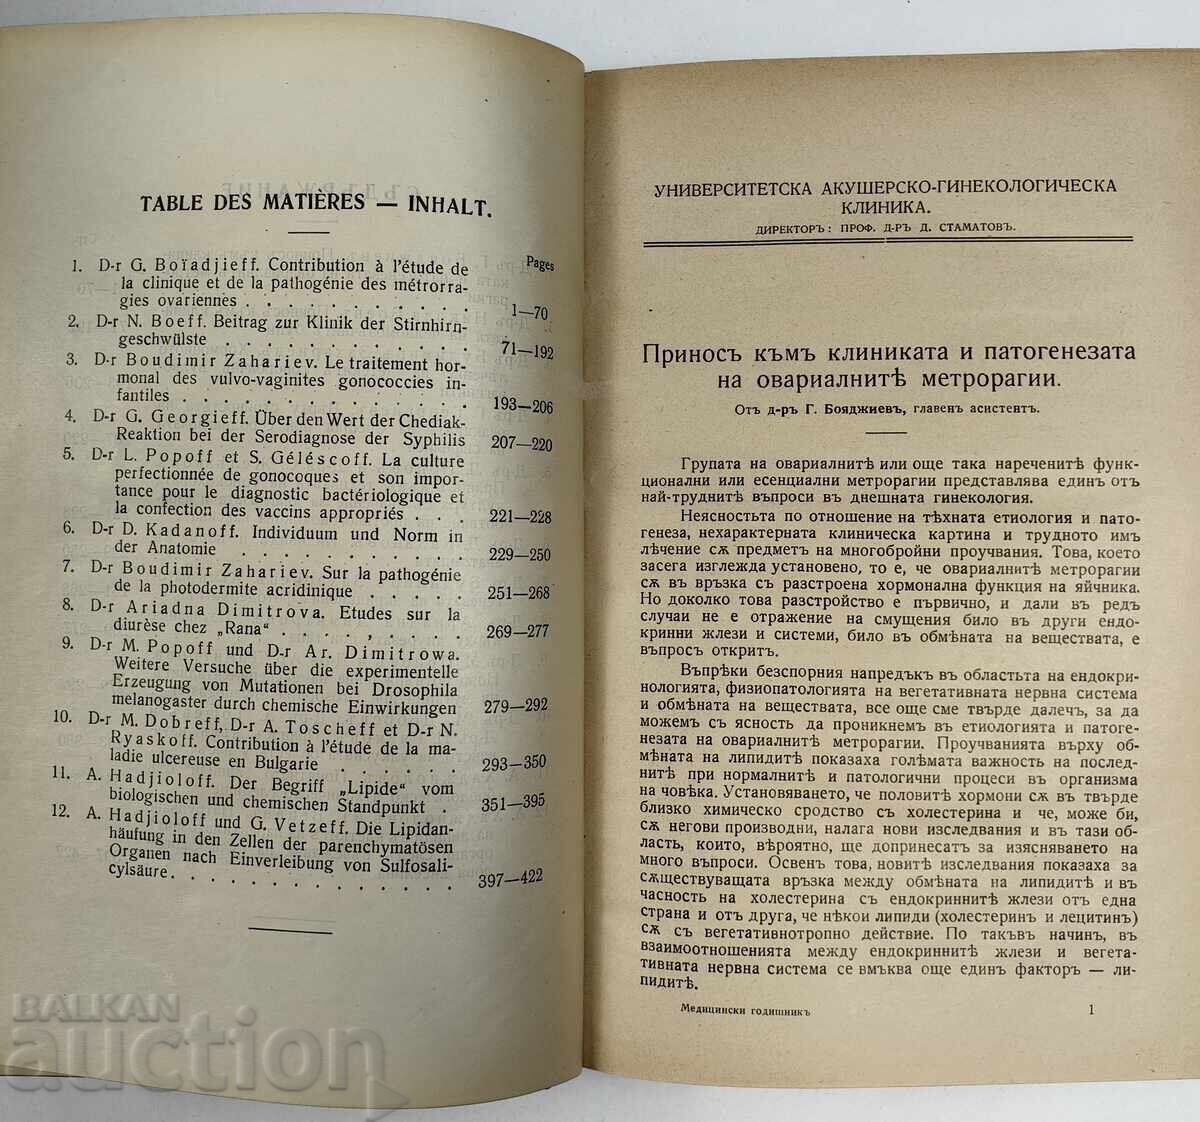 TABLE DES MATIÈRES — INHALT.
Pages
1. D-r G. Boïadjieff. Contribution à l'étude de
la clinique et de la pathogénie des métrorra-
gies ovariennes . . . . . . . . . . . 1—70
2. D-r N. Boeff. Beitrag zur Klinik der Stirnhirn-
geschwülste . . . . . . . . . . . . 71—192
3. D-r Boudimir Zahariev. Le traitement hor-
monal des vulvo-vaginites gonococcies in-
fantiles . . . . . . . . . . . . . 193—206
4. D-r G. Georgieff. Über den Wert der Chediak-
Reaktion bei der Serodiagnose der Syphilis 207—220
5. D-r L. Popoff et S. Géléscoff. La culture
perfectionnée de gonocoques et son impor-
tance pour le diagnostic bactériologique et
la confection des vaccins appropriés . . . 221—228
6. D-r D. Kadanoff. Individuum und Norm in
der Anatomie . . . . . . . . . . . 229—250
7. D-r Boudimir Zahariev. Sur la pathogénie
de la photodermite acridinique . . . . . 251—268
8. D-r Ariadna Dimitrova. Etudes sur la
diurèse chez „Rana“ . . . . , . . . . 269—277
9. D-r M. Popoff und D-r Ar. Dimitrowa.
Weitere Versuche über die experimentelle
Erzeugung von Mutationen bei Drosophila
melanogaster durch chemische Einwirkungen 279—292
10. D-r M. Dobreff, D-r A. Toscheff et D-r N.
Ryaskoff. Contribution à l'étude de la ma-
ladie ulcereuse en Bulgarie . . . . . . 293—350
11. A. Hadjioloff. Der Begriff „Lipide“ vom
biologischen und chemischen Standpunkt . 351—395
12. A. Hadjioloff und G. Vetzeff. Die Lipidan-
häufung in den Zellen der parenchymatösen
Organen nach Einverleibung von Sulfosali-
cylsäure. . . . . . . . . . . . . . 397—422
УНИВЕРСИТЕТСКА АКУШЕРСКО-ГИНЕКОЛОГИЧЕСКА
КЛИНИКА.
ДИРЕКТОРЪ: ПРОФ. Д-РЪ Д. СТАМАТОВЪ.
Приносъ къмъ клиниката и патогенезата
на овариалнитѣ метрорагии.
Отъ д-ръ Г. Бояджиевъ, главенъ асистентъ.
Групата на овариалнитѣ или още така нареченитѣ функ-
ционални или есенциални метрорагии представлява единъ отъ
най-труднитѣ въпроси въ днешната гинекология.
Неясностьта по отношение на тѣхната етиология и пато-
генеза, нехарактерната клиническа картина и трудното имъ
лѣчение сѫ предметъ на многобройни проучвания. Това, което
засега изглежда установено, то е, че овариалнитѣ метрорагии
сѫ въ връзка съ разстроена хормонална функция на яйчника.
Но доколко това разстройство е първично, и дали въ редъ
случаи не е отражение на смущения било въ други ендо-
кринни жлези и системи, било въ обмѣната на веществата, е
въпросъ откритъ.
Въпрѣки безспорния напредъкъ въ областьта на ендокри-
нологията, физиопатологията на вегетативната нервна система
и обмѣната на веществата, все още сме твърде далечъ, за да
можемъ съ ясность да проникнемъ въ етиологията и патоге-
незата на овариалнитѣ метрорагии. Проучванията върху об-
мѣната на липидитѣ показаха голѣмата важность на послед-
нитѣ при нормалнитѣ и патологични процеси въ организма
на човѣка. Установяването, че половитѣ хормони сѫ въ твърде
близко химическо сродство съ холестерина и че, може би,
сѫ негови производни, налага нови изследвания и въ тази об-
ласть, които, вѣроятно, ще допринесатъ за изясняването на
много въпроси. Освенъ това, новитѣ изследвания показаха за
сѫществуващата връзка между обмѣната на липидитѣ и въ
часность на холестерина съ ендокриннитѣ жлези отъ една
страна и отъ друга, че нѣкои липиди (холестеринъ и лецитинъ)
сѫ съ вегетативнотропно действие. По такъвъ начинъ, въ
взаимоотношенията между ендокриннитѣ жлези и вегета-
тивната нервна система се вмъква още единъ факторъ — ли-
пидитѣ.
Медицински годишникъ 1
BALKAN
auction